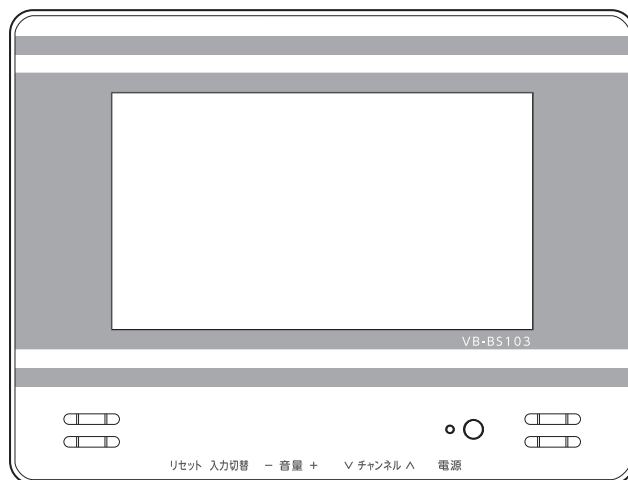 VB-BS103
リセット 入力切替 － 音量 ＋ ∨ チャンネル ∧ 電源